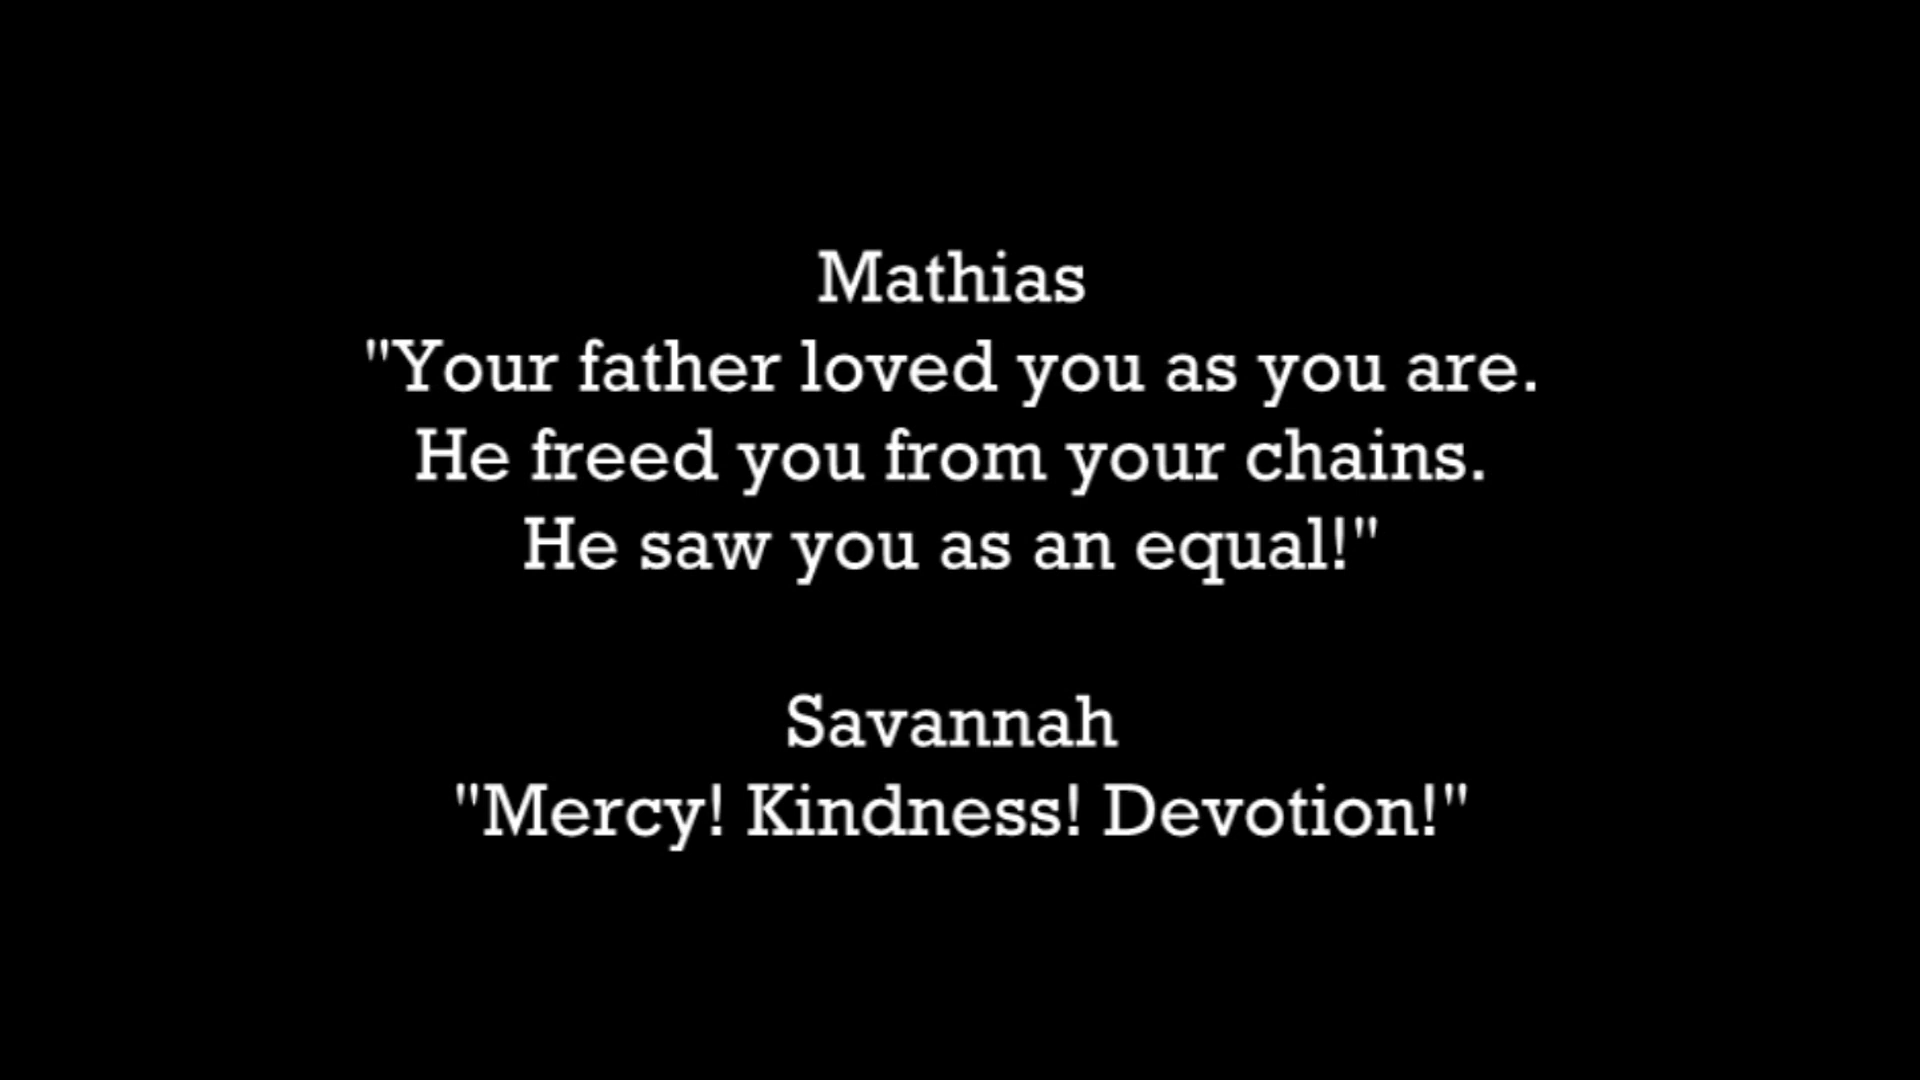 Mathias
"Your father loved you as you are.
He freed you from your chains.
He saw you as an equal!"
Savannah
"Mercy! Kindness! Devotion!"